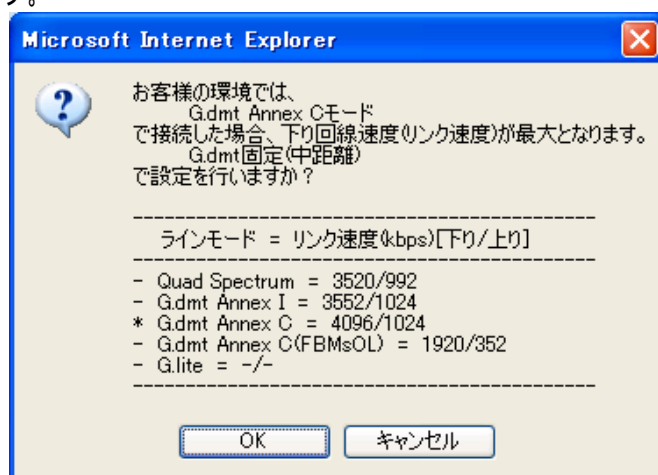 う。
Microsoft Internet Explorer
お客様の環境では、
G.dmt Annex Cモード
で接続した場合、下り回線速度(リンク速度)が最大となります。
G.dmt固定(中距離)
で設定を行いますか?
----------------------------------------------
ラインモード = リンク速度(kbps)[下り/上り]
----------------------------------------------
- Quad Spectrum = 3520/992
- G.dmt Annex I = 3552/1024
* G.dmt Annex C = 4096/1024
- G.dmt Annex C(FBMsOL) = 1920/352
- G.lite = -/-
----------------------------------------------
OK
キャンセル